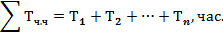 ∑ Тч.ч = Т1 + Т2 + ⋯ + Тn, час.